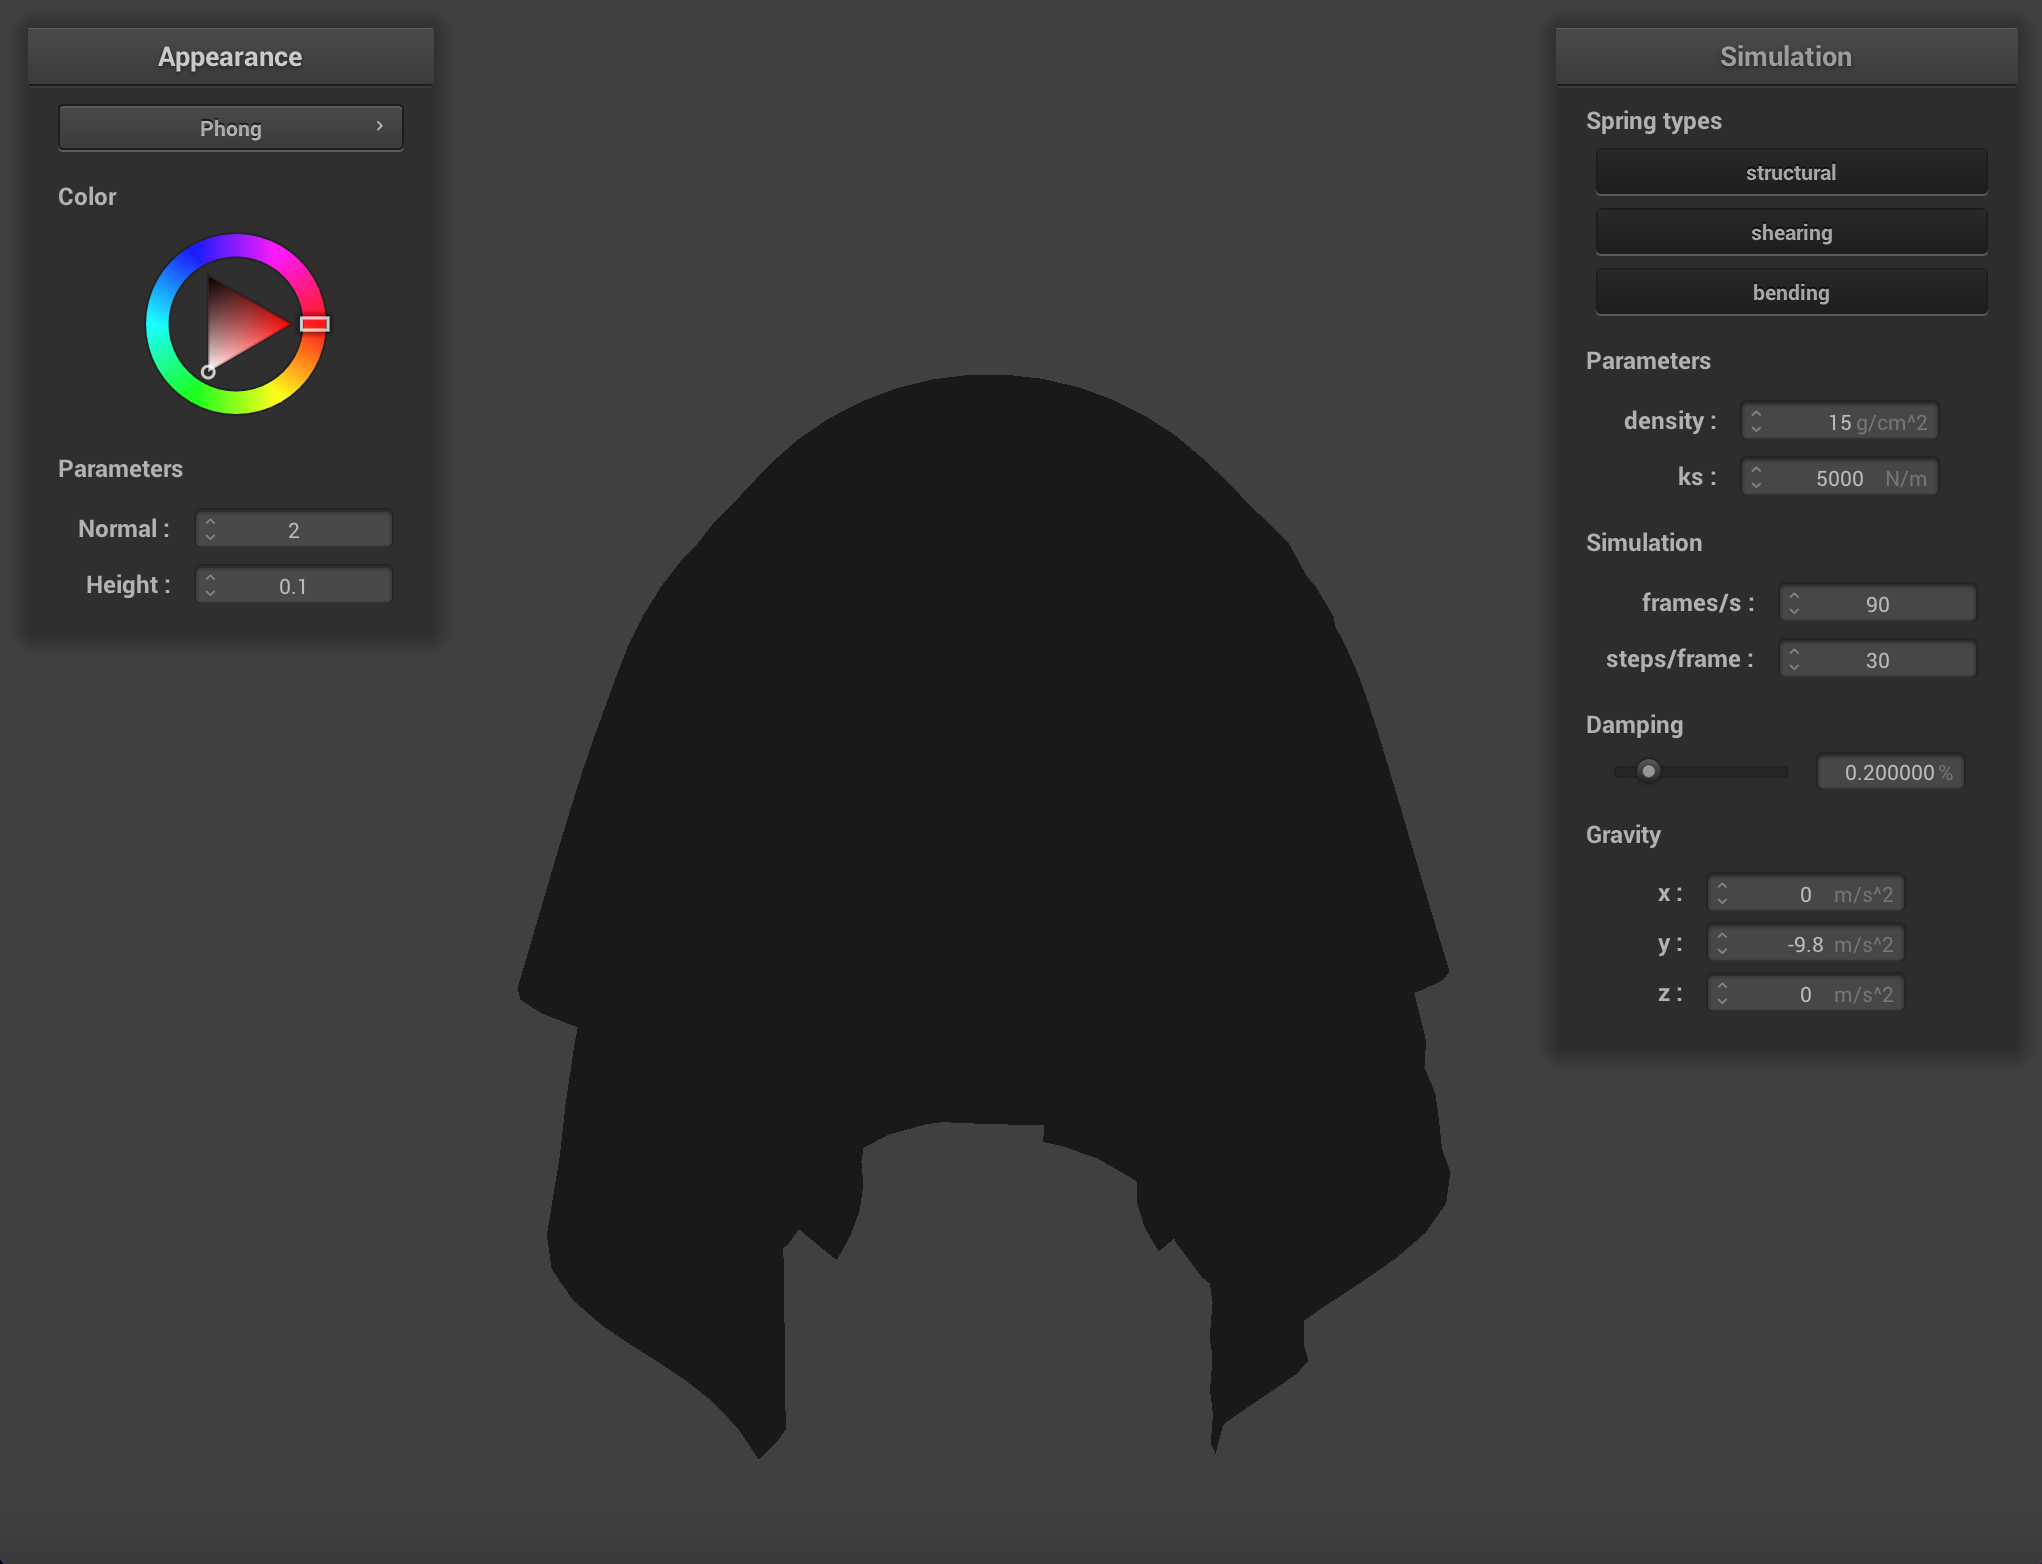 Appearance
Phong
Color
Parameters
Normal : 2
Height : 0.1
Simulation
Spring types
structural
shearing
bending
Parameters
density : 15 g/cm^2
ks : 5000 N/m
Simulation
frames/s : 90
steps/frame : 30
Damping
0.200000 %
Gravity
x : 0 m/s^2
y : -9.8 m/s^2
z : 0 m/s^2